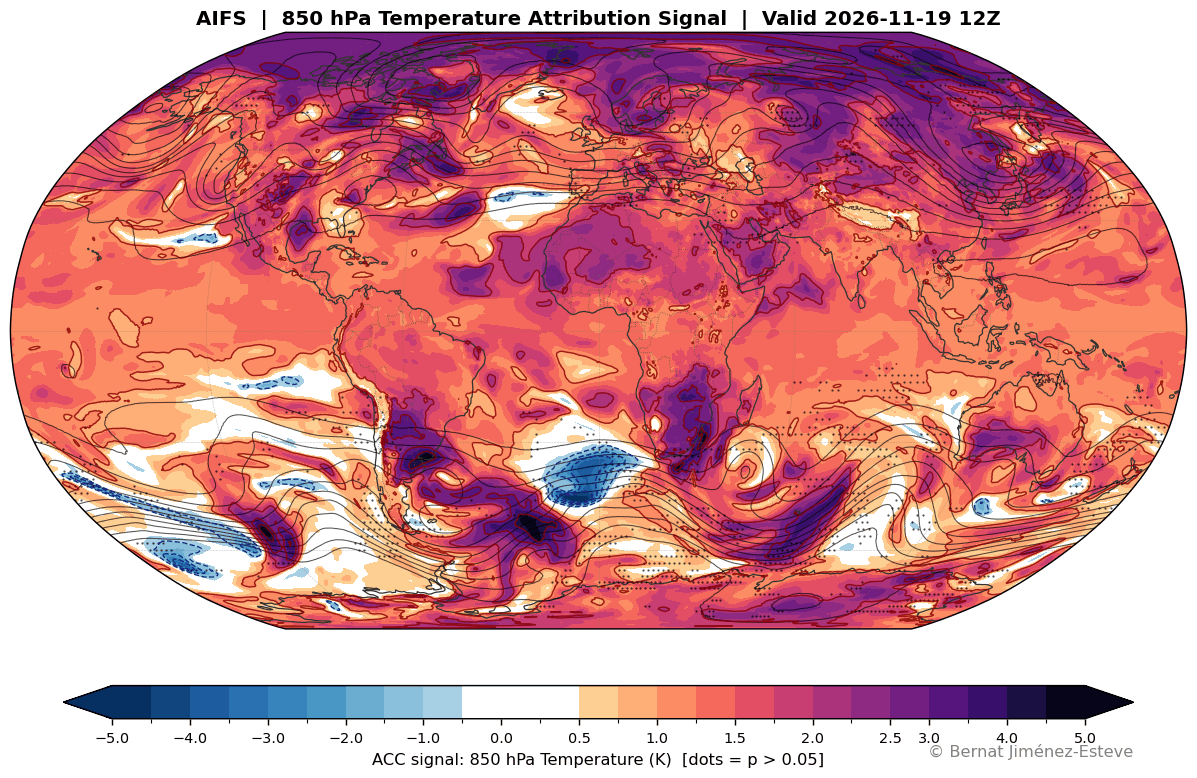 AIFS | 850 hPa Temperature Attribution Signal | Valid 2026-11-19 12Z
−5.0 −4.0 −3.0 −2.0 −1.0 0.0 0.5 1.0 1.5 2.0 2.5 3.0 4.0 5.0
© Bernat Jiménez-Esteve
ACC signal: 850 hPa Temperature (K) [dots = p > 0.05]